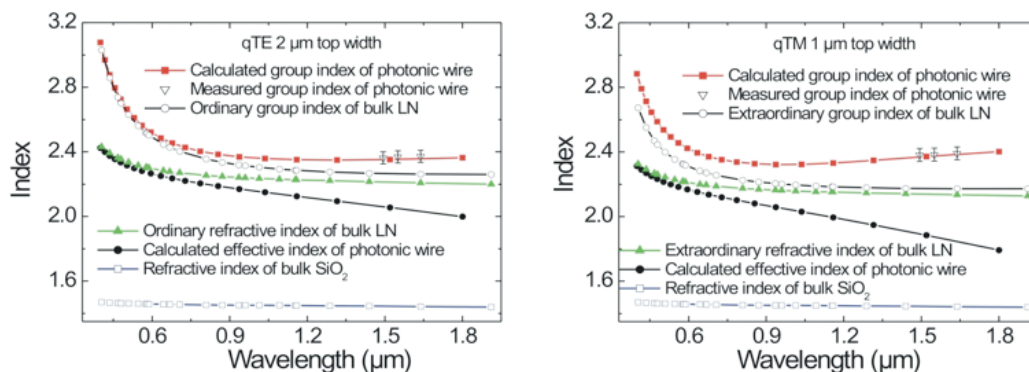 3.2
2.8
2.4
2.0
1.6
Index
qTE 2 µm top width
Calculated group index of photonic wire
Measured group index of photonic wire
Ordinary group index of bulk LN
Ordinary refractive index of bulk LN
Calculated effective index of photonic wire
Refractive index of bulk SiO₂
0.6 0.9 1.2 1.5 1.8
Wavelength (µm)
3.2
2.8
2.4
2.0
1.6
Index
qTM 1 µm top width
Calculated group index of photonic wire
Measured group index of photonic wire
Extraordinary group index of bulk LN
Extraordinary refractive index of bulk LN
Calculated effective index of photonic wire
Refractive index of bulk SiO₂
0.6 0.9 1.2 1.5 1.8
Wavelength (µm)